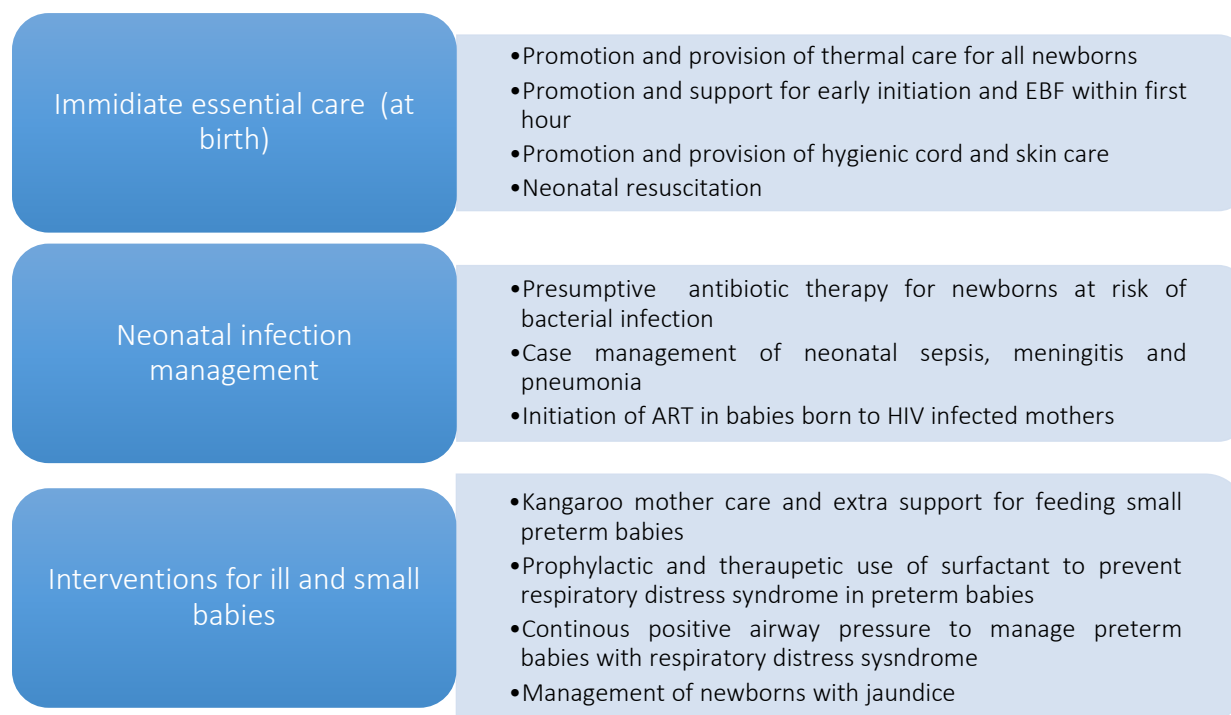 Immidiate essential care (at
birth)
•Promotion and provision of thermal care for all newborns
•Promotion and support for early initiation and EBF within first
hour
•Promotion and provision of hygienic cord and skin care
•Neonatal resuscitation
Neonatal infection
management
•Presumptive antibiotic therapy for newborns at risk of
bacterial infection
•Case management of neonatal sepsis, meningitis and
pneumonia
•Initiation of ART in babies born to HIV infected mothers
Interventions for ill and small
babies
•Kangaroo mother care and extra support for feeding small
preterm babies
•Prophylactic and theraupetic use of surfactant to prevent
respiratory distress syndrome in preterm babies
•Continous positive airway pressure to manage preterm
babies with respiratory distress sysndrome
•Management of newborns with jaundice